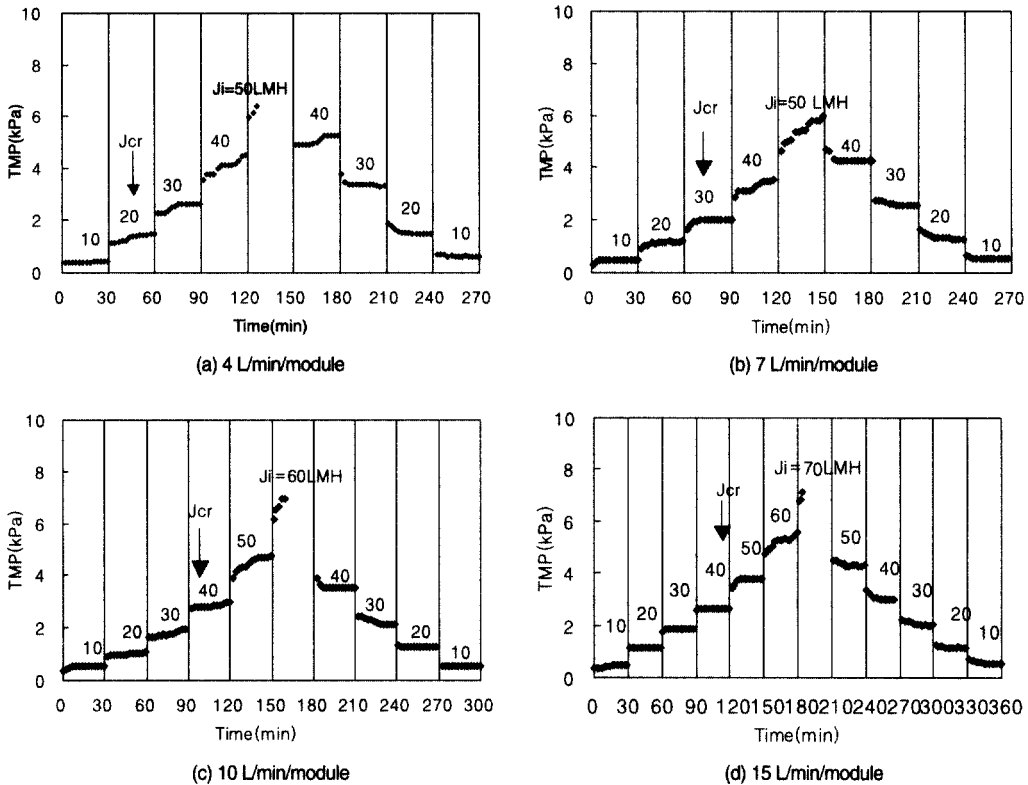 10
8
6
4
2
0
TMP(kPa)
Jcr
Ji=50LMH
10
20
30
40
40
30
20
10
0 30 60 90 120 150 180 210 240 270
Time(min)
(a) 4 L/min/module
10
8
6
4
2
0
TMP(kPa)
Jcr
Ji=50 LMH
10
20
30
40
40
30
20
10
0 30 60 90 120 150 180 210 240 270
Time(min)
(b) 7 L/min/module
10
8
6
4
2
0
TMP(kPa)
Jcr
Ji=60LMH
10
20
30
40
50
40
30
20
10
0 30 60 90 120 150 180 210 240 270 300
Time(min)
(c) 10 L/min/module
10
8
6
4
2
0
TMP(kPa)
Jcr
Ji=70LMH
10
20
30
40
50
60
50
40
30
20
10
0 30 60 90 120150180210240270300330360
Time(min)
(d) 15 L/min/module